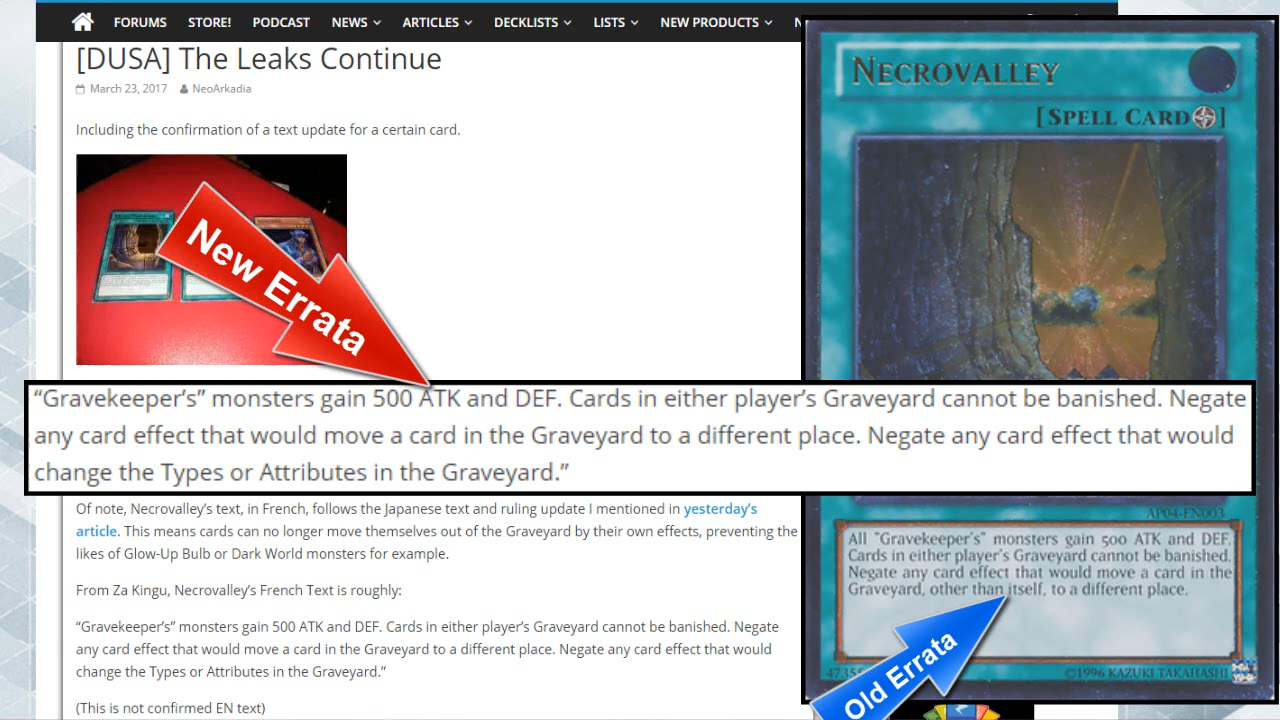 FORUMS STORE! PODCAST NEWS ARTICLES DECKLISTS LISTS NEW PRODUCTS
[DUSA] The Leaks Continue
March 23, 2017 NeoArkadia
Including the confirmation of a text update for a certain card.
New Errata
“Gravekeeper’s” monsters gain 500 ATK and DEF. Cards in either player’s Graveyard cannot be banished. Negate
any card effect that would move a card in the Graveyard to a different place. Negate any card effect that would
change the Types or Attributes in the Graveyard.”
Of note, Necrovalley’s text, in French, follows the Japanese text and ruling update I mentioned in yesterday’s
article. This means cards can no longer move themselves out of the Graveyard by their own effects, preventing the
likes of Glow-Up Bulb or Dark World monsters for example.
From Za Kingu, Necrovalley’s French Text is roughly:
“Gravekeeper’s” monsters gain 500 ATK and DEF. Cards in either player’s Graveyard cannot be banished. Negate
any card effect that would move a card in the Graveyard to a different place. Negate any card effect that would
change the Types or Attributes in the Graveyard.”
(This is not confirmed EN text)
NECROVALLEY
[SPELL CARD]
AP04-EN003
All "Gravekeeper's" monsters gain 500 ATK and DEF.
Cards in either player's Graveyard cannot be banished.
Negate any card effect that would move a card in the
Graveyard, other than itself, to a different place.
©1996 KAZUKI TAKAHASHI
Old Errata